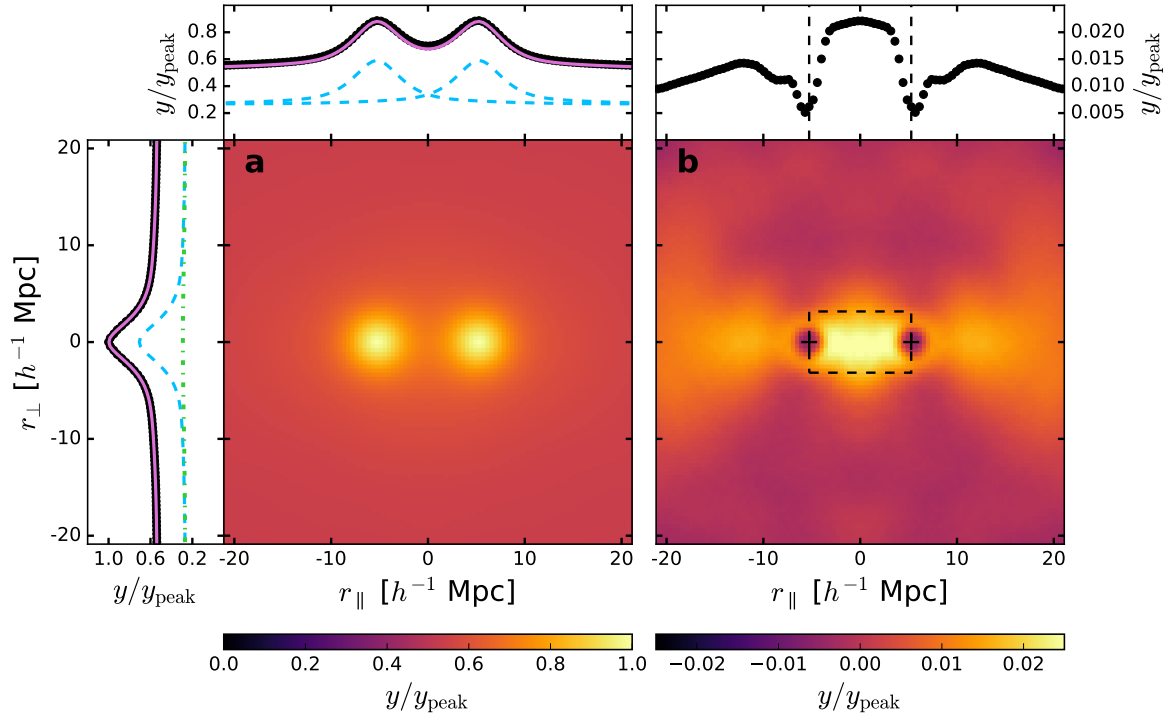 0.8
0.6
0.4
0.2
y/y_peak
0.025
0.020
0.015
0.010
0.005
y/y_peak
a
b
20
10
0
-10
-20
r_⊥ [h⁻¹ Mpc]
1.0 0.6 0.2
y/y_peak
-20 -10 0 10 20
r_∥ [h⁻¹ Mpc]
-20 -10 0 10 20
r_∥ [h⁻¹ Mpc]
0.0 0.2 0.4 0.6 0.8 1.0
y/y_peak
−0.02 −0.01 0.00 0.01 0.02
y/y_peak